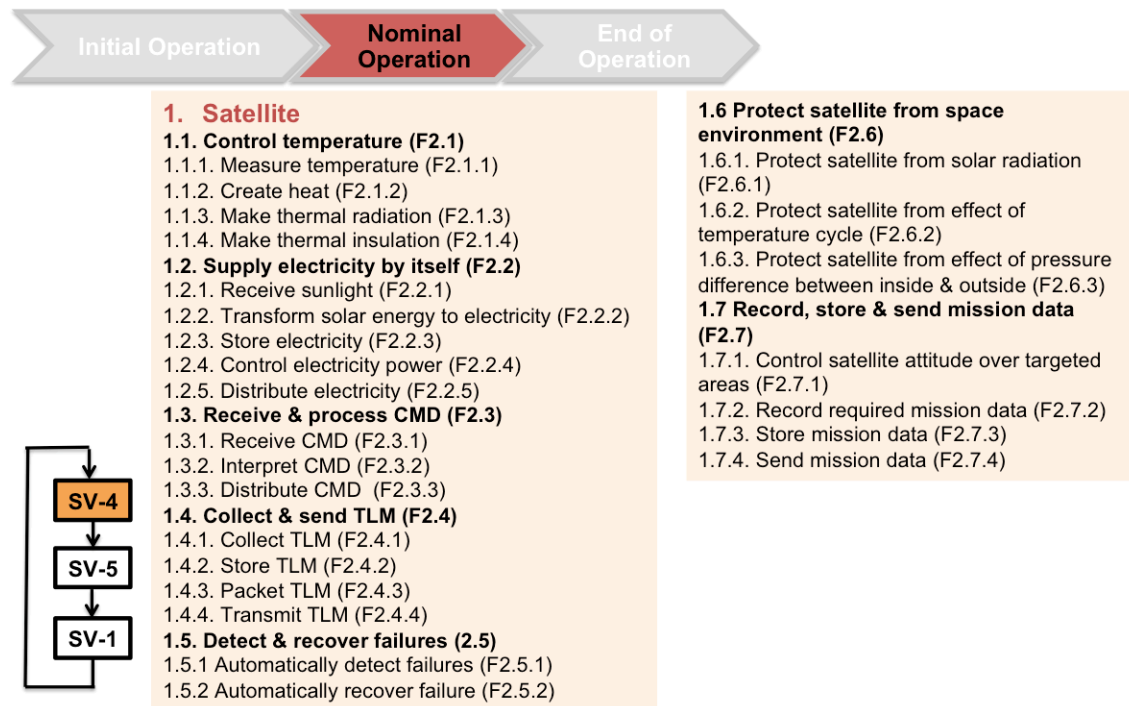 Initial Operation
Nominal
Operation
End of
Operation
1. Satellite
1.1. Control temperature (F2.1)
1.1.1. Measure temperature (F2.1.1)
1.1.2. Create heat (F2.1.2)
1.1.3. Make thermal radiation (F2.1.3)
1.1.4. Make thermal insulation (F2.1.4)
1.2. Supply electricity by itself (F2.2)
1.2.1. Receive sunlight (F2.2.1)
1.2.2. Transform solar energy to electricity (F2.2.2)
1.2.3. Store electricity (F2.2.3)
1.2.4. Control electricity power (F2.2.4)
1.2.5. Distribute electricity (F2.2.5)
1.3. Receive & process CMD (F2.3)
1.3.1. Receive CMD (F2.3.1)
1.3.2. Interpret CMD (F2.3.2)
1.3.3. Distribute CMD (F2.3.3)
1.4. Collect & send TLM (F2.4)
1.4.1. Collect TLM (F2.4.1)
1.4.2. Store TLM (F2.4.2)
1.4.3. Packet TLM (F2.4.3)
1.4.4. Transmit TLM (F2.4.4)
1.5. Detect & recover failures (2.5)
1.5.1 Automatically detect failures (F2.5.1)
1.5.2 Automatically recover failure (F2.5.2)
1.6 Protect satellite from space
environment (F2.6)
1.6.1. Protect satellite from solar radiation
(F2.6.1)
1.6.2. Protect satellite from effect of
temperature cycle (F2.6.2)
1.6.3. Protect satellite from effect of pressure
difference between inside & outside (F2.6.3)
1.7 Record, store & send mission data
(F2.7)
1.7.1. Control satellite attitude over targeted
areas (F2.7.1)
1.7.2. Record required mission data (F2.7.2)
1.7.3. Store mission data (F2.7.3)
1.7.4. Send mission data (F2.7.4)
SV-4
SV-5
SV-1